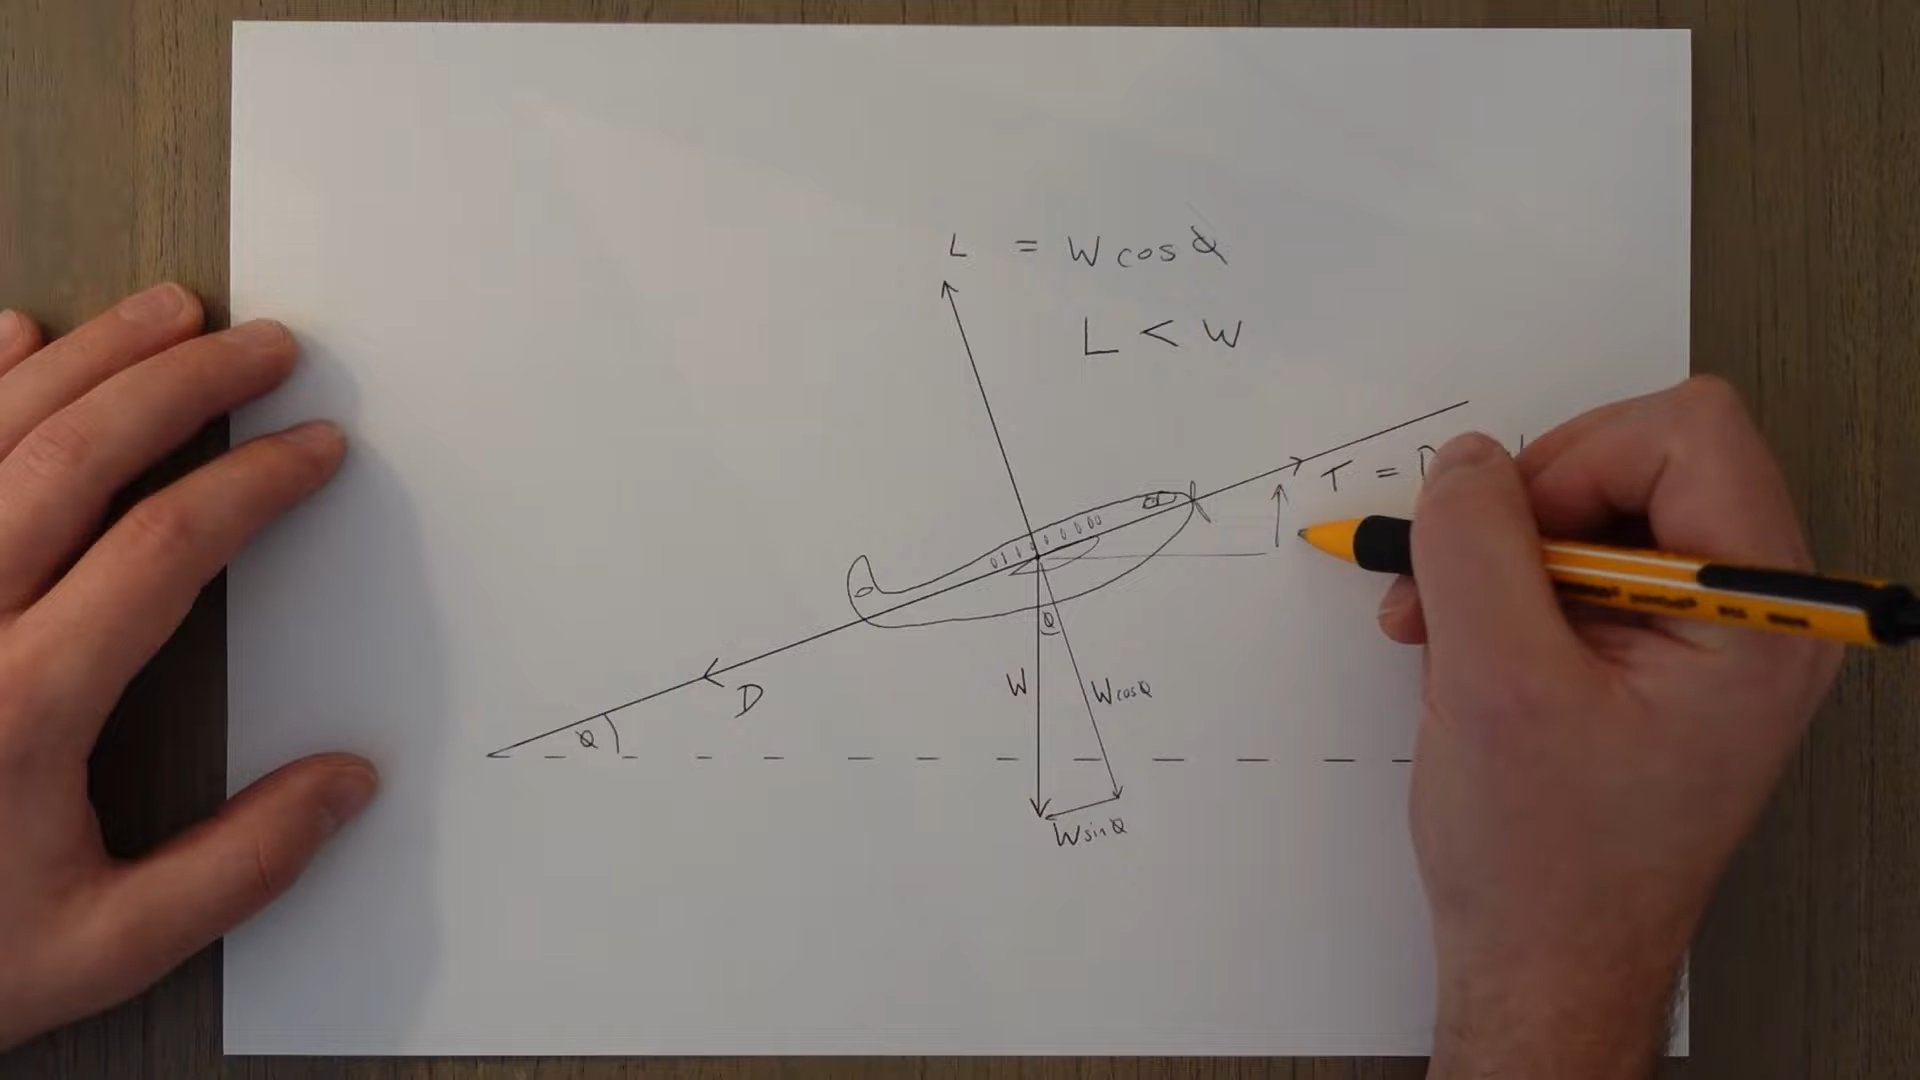 L = W cos Q
L < W
T = D
Q
W
W cos Q
D
Q
W sin Q